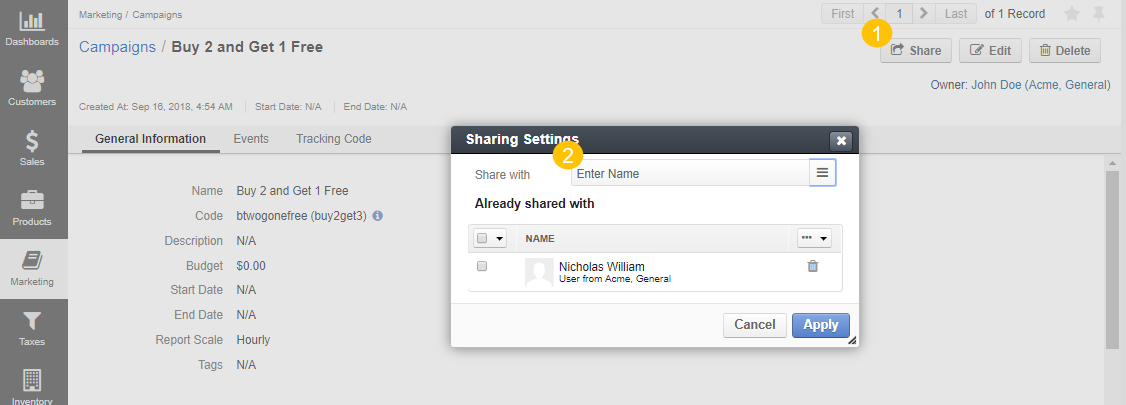 Dashboards
Customers
Sales
Products
Marketing
Taxes
Inventory
Marketing / Campaigns
First 1 Last of 1 Record
Campaigns / Buy 2 and Get 1 Free
1
Share Edit Delete
Owner: John Doe (Acme, General)
Created At: Sep 16, 2018, 4:54 AM Start Date: N/A End Date: N/A
General Information Events Tracking Code
Name Buy 2 and Get 1 Free
Code btwogonefree (buy2get3)
Description N/A
Budget $0.00
Start Date N/A
End Date N/A
Report Scale Hourly
Tags N/A
Sharing Settings
2
Share with Enter Name
Already shared with
NAME
Nicholas William
User from Acme, General
Cancel Apply